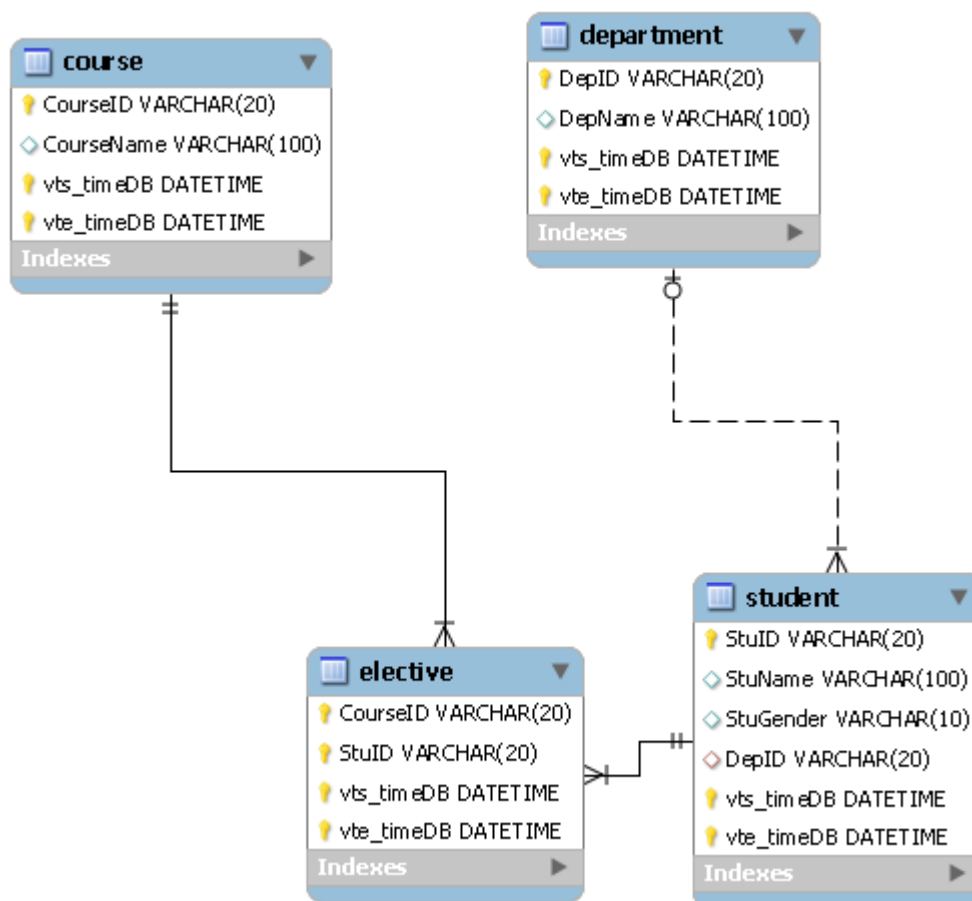 course
CourseID VARCHAR(20)
CourseName VARCHAR(100)
vts_timeDB DATETIME
vte_timeDB DATETIME
Indexes
department
DepID VARCHAR(20)
DepName VARCHAR(100)
vts_timeDB DATETIME
vte_timeDB DATETIME
Indexes
elective
CourseID VARCHAR(20)
StuID VARCHAR(20)
vts_timeDB DATETIME
vte_timeDB DATETIME
Indexes
student
StuID VARCHAR(20)
StuName VARCHAR(100)
StuGender VARCHAR(10)
DepID VARCHAR(20)
vts_timeDB DATETIME
vte_timeDB DATETIME
Indexes